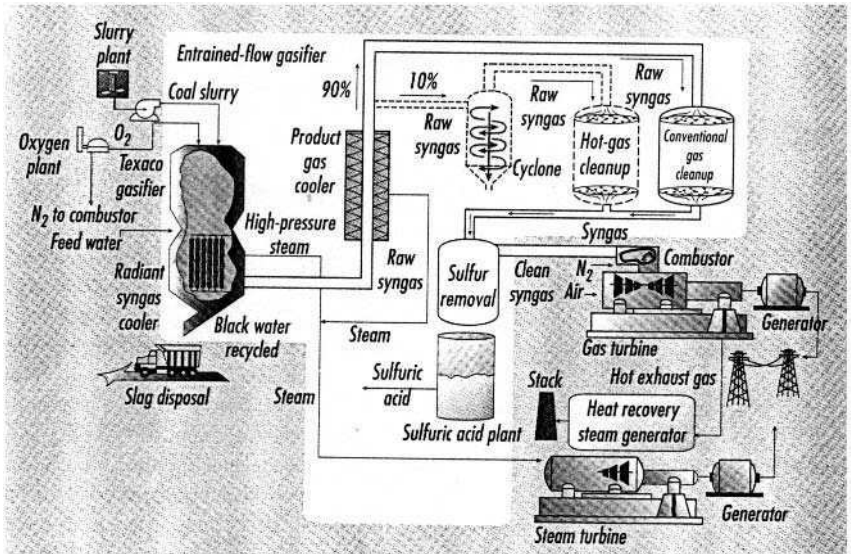 Slurry
plant
Entrained-flow gasifier
Coal slurry
90%
10%
Raw
syngas
O2
Oxygen
plant
Texaco
gasifier
Product
gas
cooler
Raw
syngas
Cyclone
Raw
syngas
Hot-gas
cleanup
Raw
syngas
Conventional
gas
cleanup
N2 to combustor
Feed water
High-pressure
steam
Radiant
syngas
cooler
Raw
syngas
Black water
recycled
Slag disposal
Steam
Steam
Sulfur
removal
Syngas
Clean
syngas
Combustor
N2
Air
Gas turbine
Generator
Sulfuric
acid
Sulfuric acid plant
Hot exhaust gas
Stack
Heat recovery
steam generator
Steam turbine
Generator